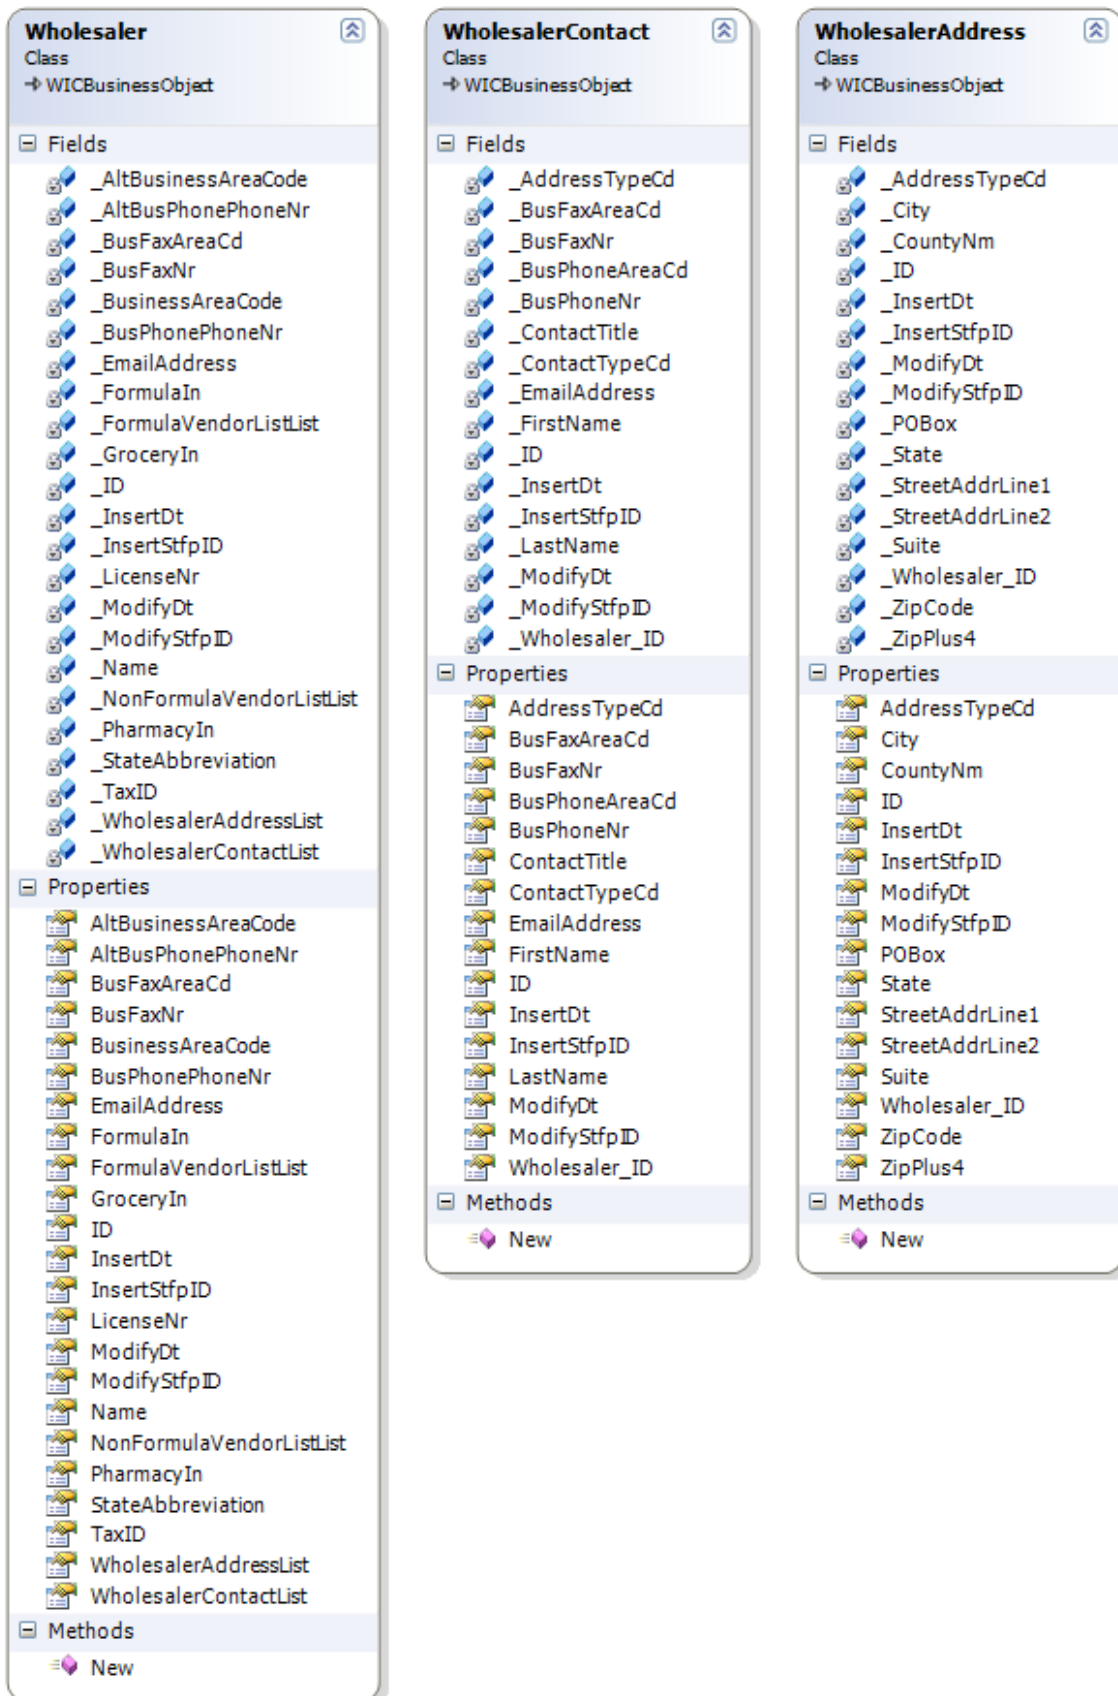 Wholesaler
Class
WICBusinessObject
Fields
_AltBusinessAreaCode
_AltBusPhonePhoneNr
_BusFaxAreaCd
_BusFaxNr
_BusinessAreaCode
_BusPhonePhoneNr
_EmailAddress
_FormulaIn
_FormulaVendorListList
_GroceryIn
_ID
_InsertDt
_InsertStfpID
_LicenseNr
_ModifyDt
_ModifyStfpID
_Name
_NonFormulaVendorListList
_PharmacyIn
_StateAbbreviation
_TaxID
_WholesalerAddressList
_WholesalerContactList
Properties
AltBusinessAreaCode
AltBusPhonePhoneNr
BusFaxAreaCd
BusFaxNr
BusinessAreaCode
BusPhonePhoneNr
EmailAddress
FormulaIn
FormulaVendorListList
GroceryIn
ID
InsertDt
InsertStfpID
LicenseNr
ModifyDt
ModifyStfpID
Name
NonFormulaVendorListList
PharmacyIn
StateAbbreviation
TaxID
WholesalerAddressList
WholesalerContactList
Methods
New
WholesalerContact
Class
WICBusinessObject
Fields
_AddressTypeCd
_BusFaxAreaCd
_BusFaxNr
_BusPhoneAreaCd
_BusPhoneNr
_ContactTitle
_ContactTypeCd
_EmailAddress
_FirstName
_ID
_InsertDt
_InsertStfpID
_LastName
_ModifyDt
_ModifyStfpID
_Wholesaler_ID
Properties
AddressTypeCd
BusFaxAreaCd
BusFaxNr
BusPhoneAreaCd
BusPhoneNr
ContactTitle
ContactTypeCd
EmailAddress
FirstName
ID
InsertDt
InsertStfpID
LastName
ModifyDt
ModifyStfpID
Wholesaler_ID
Methods
New
WholesalerAddress
Class
WICBusinessObject
Fields
_AddressTypeCd
_City
_CountyNm
_ID
_InsertDt
_InsertStfpID
_ModifyDt
_ModifyStfpID
_POBox
_State
_StreetAddrLine1
_StreetAddrLine2
_Suite
_Wholesaler_ID
_ZipCode
_ZipPlus4
Properties
AddressTypeCd
City
CountyNm
ID
InsertDt
InsertStfpID
ModifyDt
ModifyStfpID
POBox
State
StreetAddrLine1
StreetAddrLine2
Suite
Wholesaler_ID
ZipCode
ZipPlus4
Methods
New